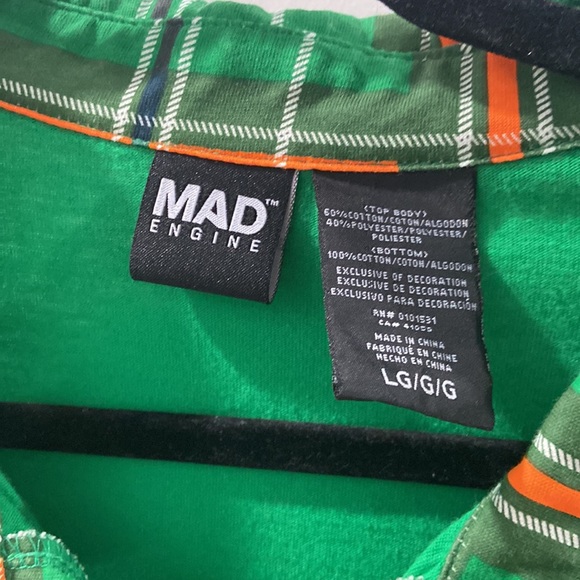 MAD™
ENGINE
(TOP BODY)
60%COTTON/COTON/ALGODON
40%POLYESTER/POLYESTER/
POLIESTER
(BOTTOM)
100%COTTON/COTON/ALGODON
EXCLUSIVE OF DECORATION
EXCLUSIVE DE DECORATION
EXCLUSIVO PARA DECORACIÓN
RN# 0101531
CA# 41055
MADE IN CHINA
FABRIQUÉ EN CHINE
HECHO EN CHINA
LG/G/G